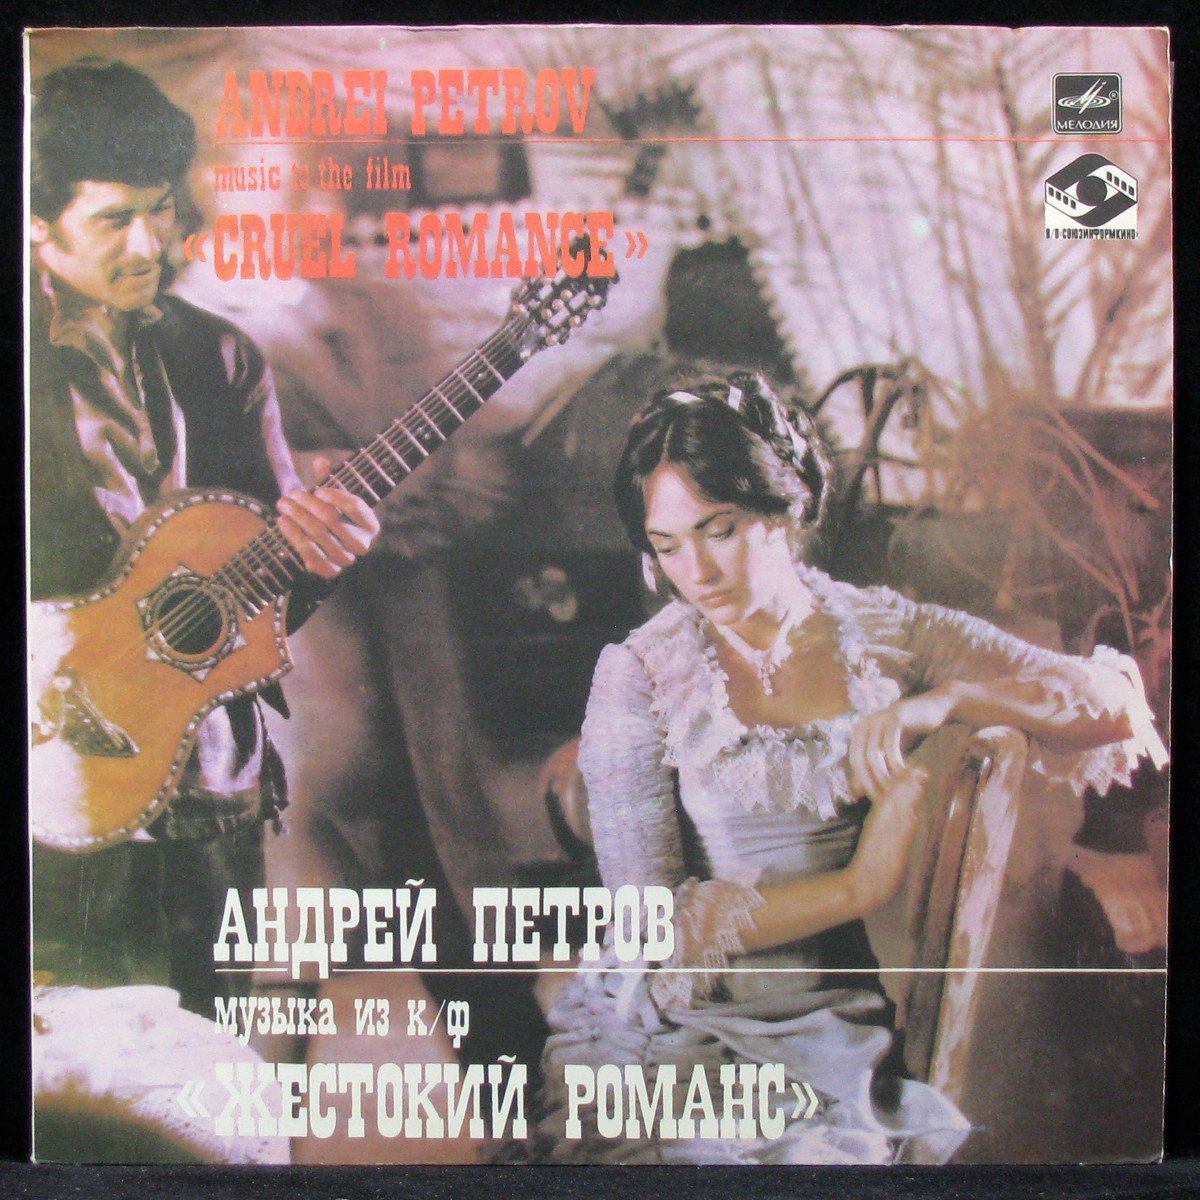 ANDREI PETROV
music to the film
«CRUEL ROMANCE»
МЕЛОДИЯ
В/О «СОЮЗИНФОРМКИНО»
АНДРЕЙ ПЕТРОВ
музыка из к/ф
«ЖЕСТОКИЙ РОМАНС»